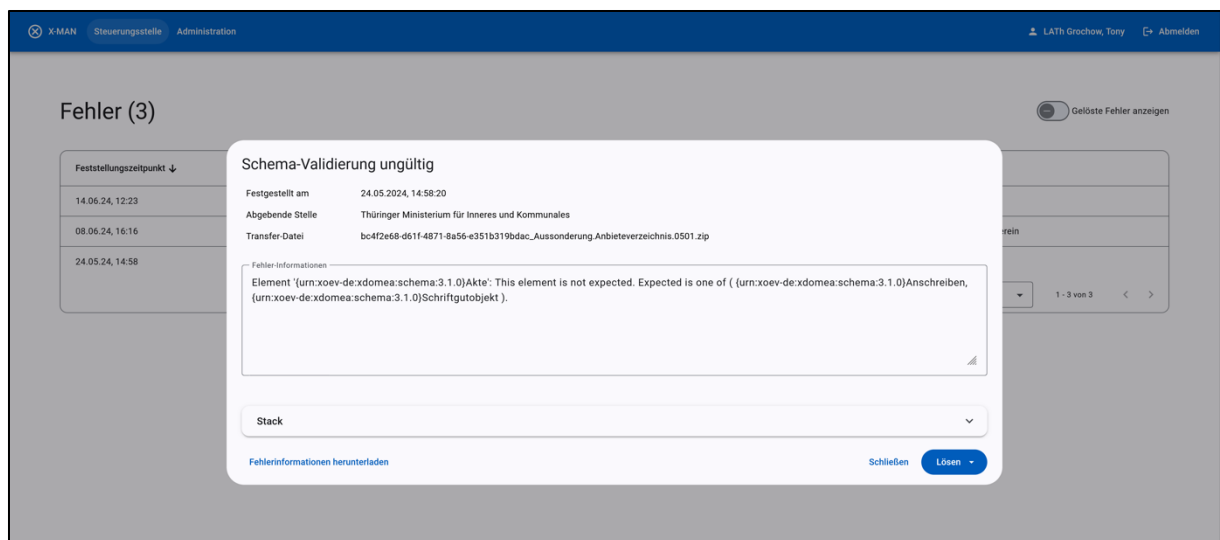 X-MAN Steuerungsstelle Administration LATh Grochow, Tony Abmelden
Fehler (3)
Gelöste Fehler anzeigen
Feststellungszeitpunkt
14.06.24, 12:23
08.06.24, 16:16
rein
24.05.24, 14:58
1 - 3 von 3
Schema-Validierung ungültig
Festgestellt am 24.05.2024, 14:58:20
Abgebende Stelle Thüringer Ministerium für Inneres und Kommunales
Transfer-Datei bc4f2e68-d61f-4871-8a56-e351b319bdac_Aussonderung.Anbieteverzeichnis.0501.zip
Fehler-Informationen
Element '{urn:xoev-de:xdomea:schema:3.1.0}Akte': This element is not expected. Expected is one of ( {urn:xoev-de:xdomea:schema:3.1.0}Anschreiben,
{urn:xoev-de:xdomea:schema:3.1.0}Schriftgutobjekt ).
Stack
Fehlerinformationen herunterladen Schließen Lösen